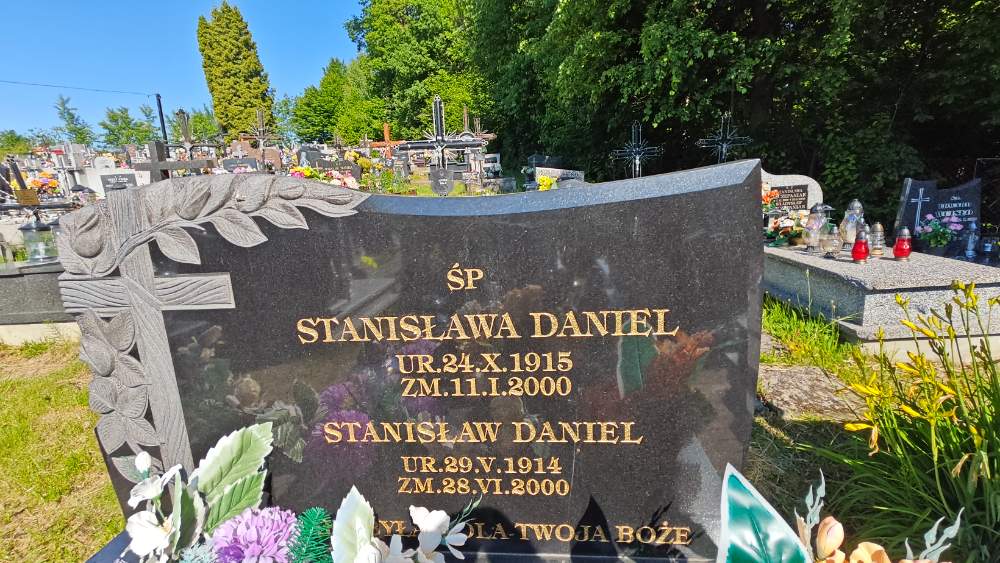 ŚP
STANISŁAWA DANIEL
UR.24.X.1915
ZM.11.I.2000
STANISŁAW DANIEL
UR.29.V.1914
ZM.28.VI.2000
TWOJA BOŻE